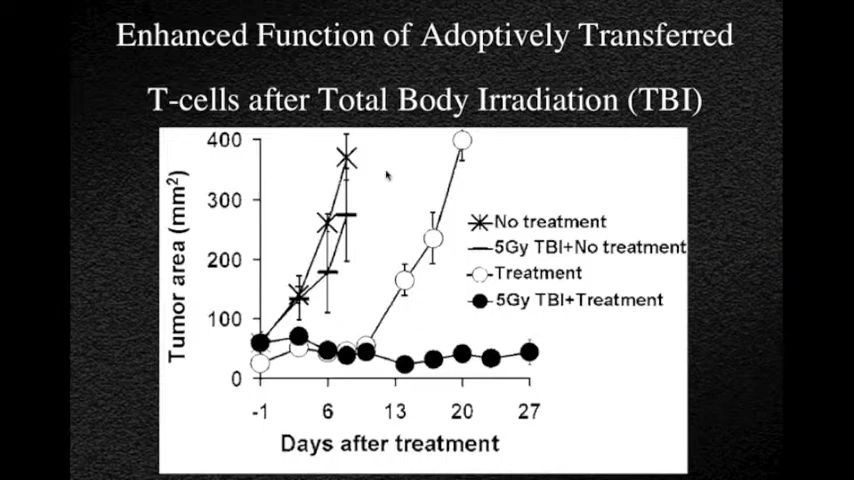 Enhanced Function of Adoptively Transferred
T-cells after Total Body Irradiation (TBI)
400
300
200
100
0
Tumor area (mm²)
No treatment
5Gy TBI+No treatment
Treatment
5Gy TBI+Treatment
-1 6 13 20 27
Days after treatment